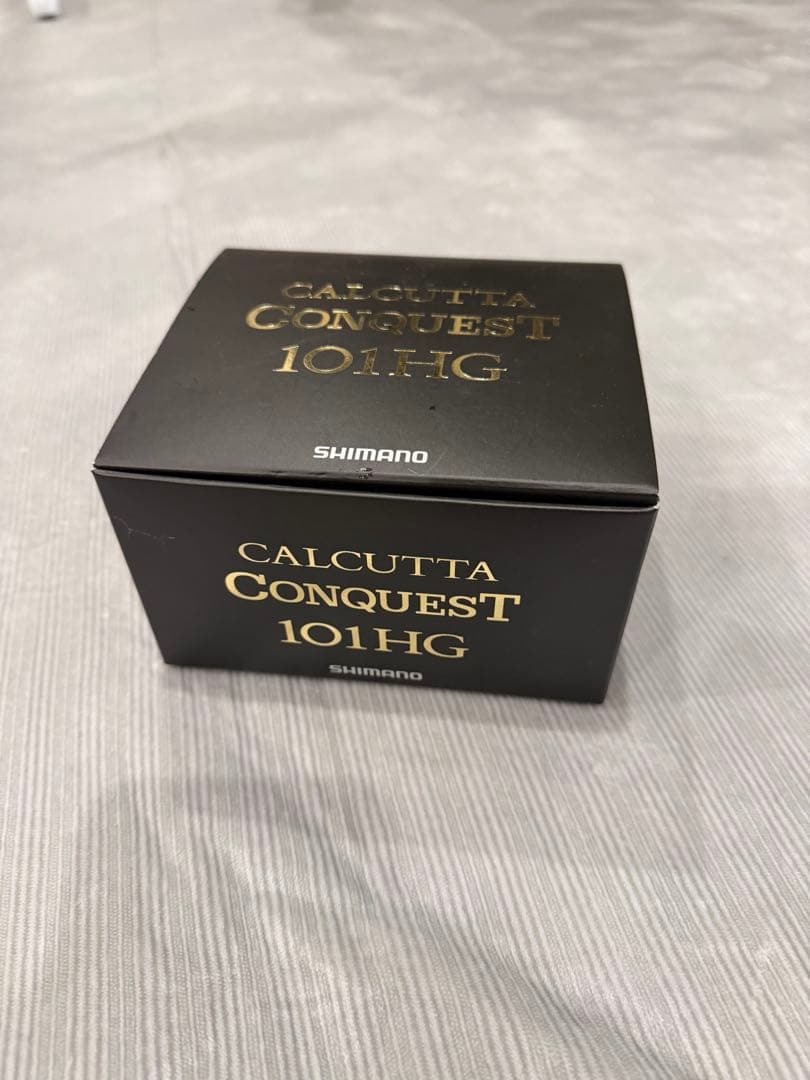 CALCUTTA
CONQUEST
101HG
SHIMANO
CALCUTTA
CONQUEST
101HG
SHIMANO